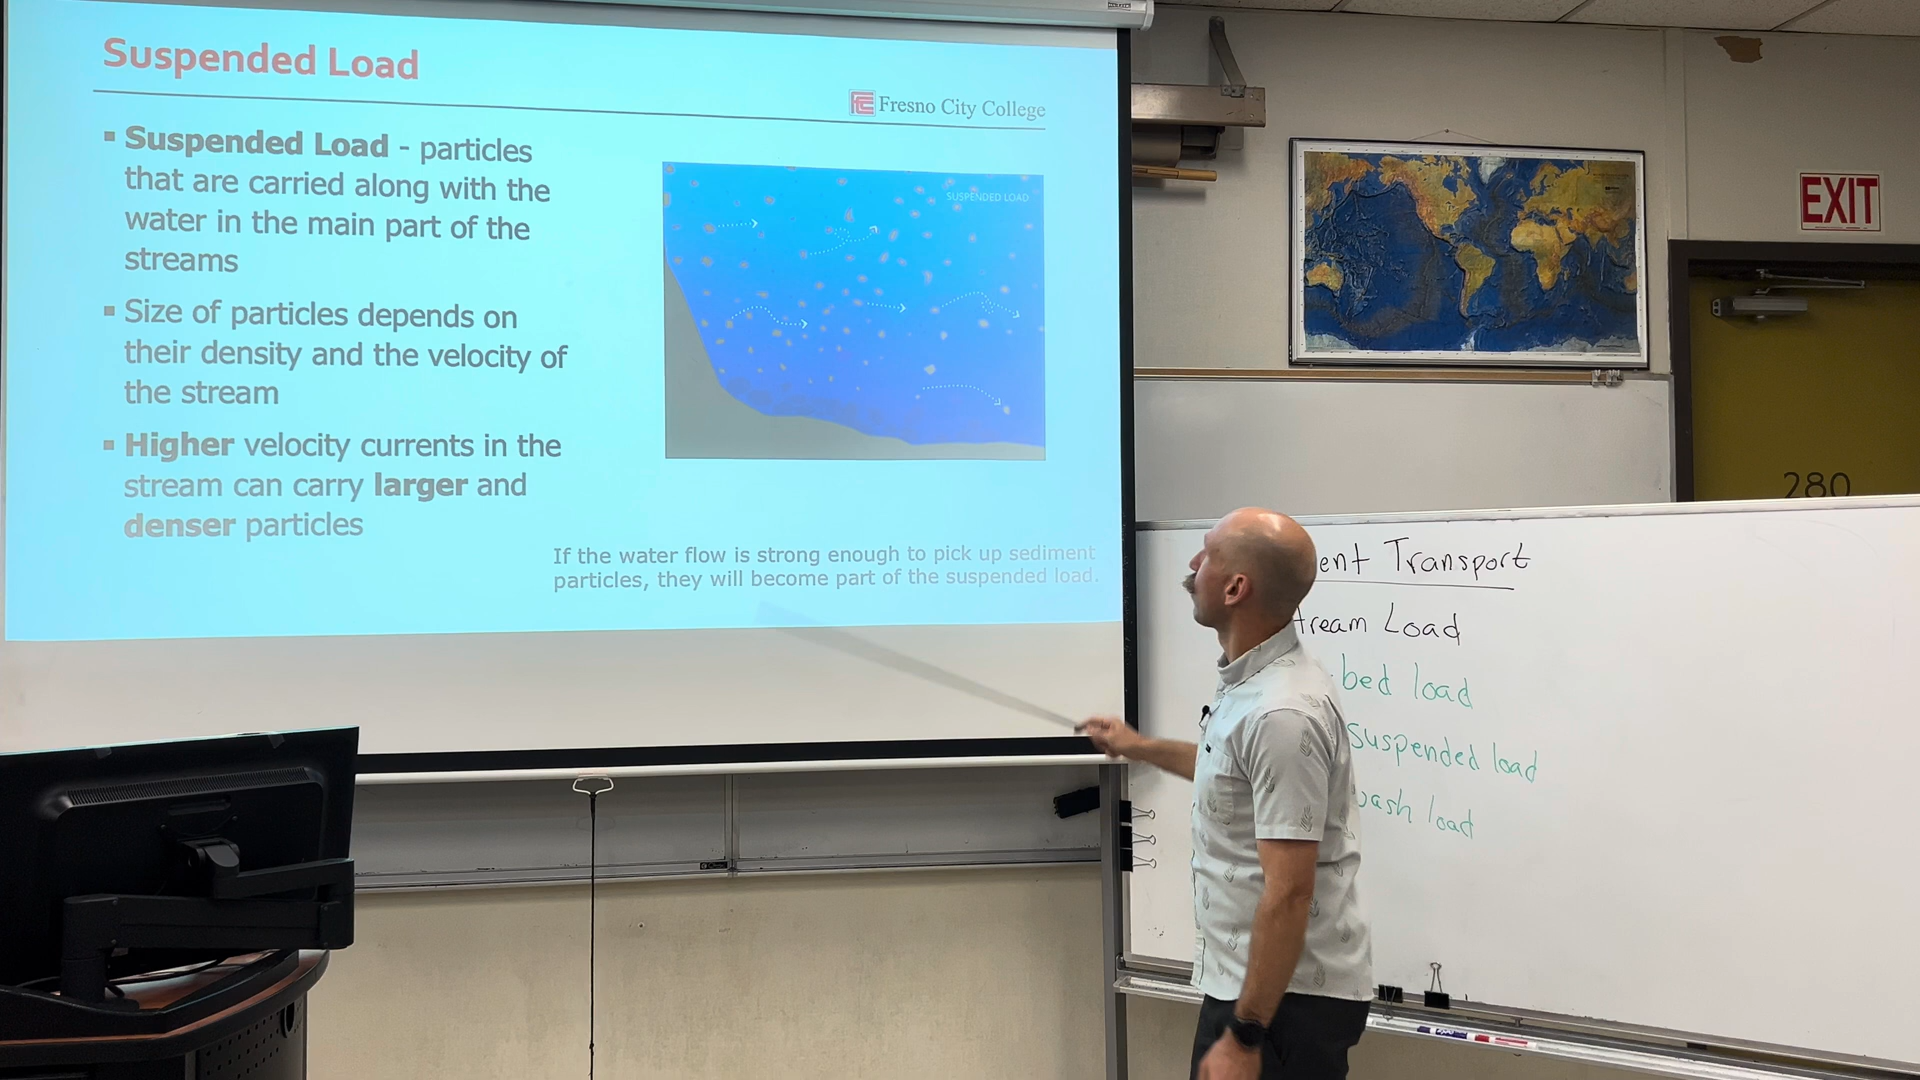 Suspended Load
Fresno City College
▪ Suspended Load - particles
that are carried along with the
water in the main part of the
streams
▪ Size of particles depends on
their density and the velocity of
the stream
▪ Higher velocity currents in the
stream can carry larger and
denser particles
SUSPENDED LOAD
If the water flow is strong enough to pick up sediment
particles, they will become part of the suspended load.
EXIT
280
ent Transport
tream Load
bed load
suspended load
wash load